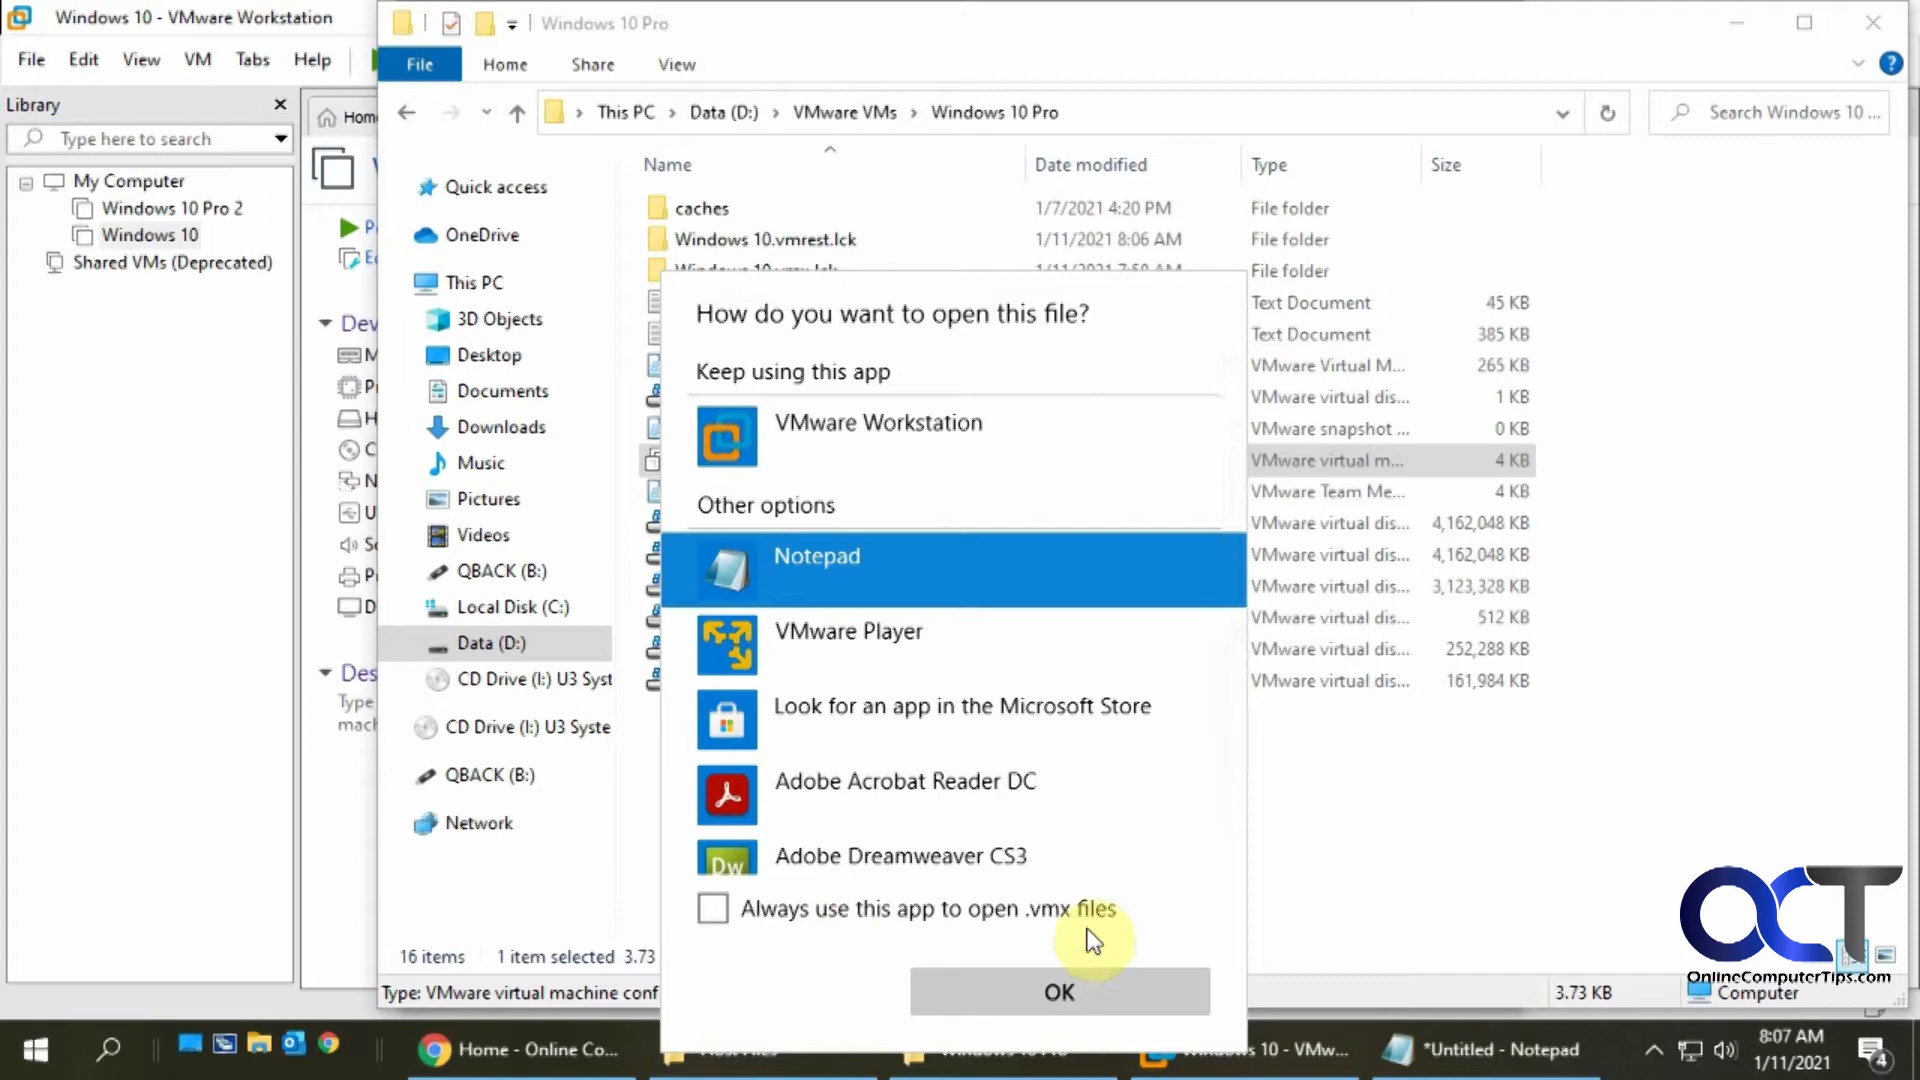 Windows 10 - VMware Workstation
File Edit View VM Tabs Help
Library
Type here to search
My Computer
Windows 10 Pro 2
Windows 10
Shared VMs (Deprecated)
Home
Type
Windows 10 Pro
File Home Share View
This PC > Data (D:) > VMware VMs > Windows 10 Pro
Search Windows 10 ...
Quick access
OneDrive
This PC
3D Objects
Desktop
Documents
Downloads
Music
Pictures
Videos
QBACK (B:)
Local Disk (C:)
Data (D:)
CD Drive (I:) U3 Syst
CD Drive (I:) U3 Syste
QBACK (B:)
Network
Name Date modified Type Size
caches 1/7/2021 4:20 PM File folder
Windows 10.vmrest.lck 1/11/2021 8:06 AM File folder
Windows 10.vmx.lck 1/11/2021 7:59 AM File folder
Text Document 45 KB
Text Document 385 KB
VMware Virtual M... 265 KB
VMware virtual dis... 1 KB
VMware snapshot ... 0 KB
VMware virtual m... 4 KB
VMware Team Me... 4 KB
VMware virtual dis... 4,162,048 KB
VMware virtual dis... 4,162,048 KB
VMware virtual dis... 3,123,328 KB
VMware virtual dis... 512 KB
VMware virtual dis... 252,288 KB
VMware virtual dis... 161,984 KB
How do you want to open this file?
Keep using this app
VMware Workstation
Other options
Notepad
VMware Player
Look for an app in the Microsoft Store
Adobe Acrobat Reader DC
Dw
Adobe Dreamweaver CS3
Always use this app to open .vmx files
OK
16 items 1 item selected 3.73
Type: VMware virtual machine conf
3.73 KB Computer
OCT
OnlineComputerTips.com
Home - Online Co...
Windows 10 - VMw...
*Untitled - Notepad
8:07 AM
1/11/2021
4